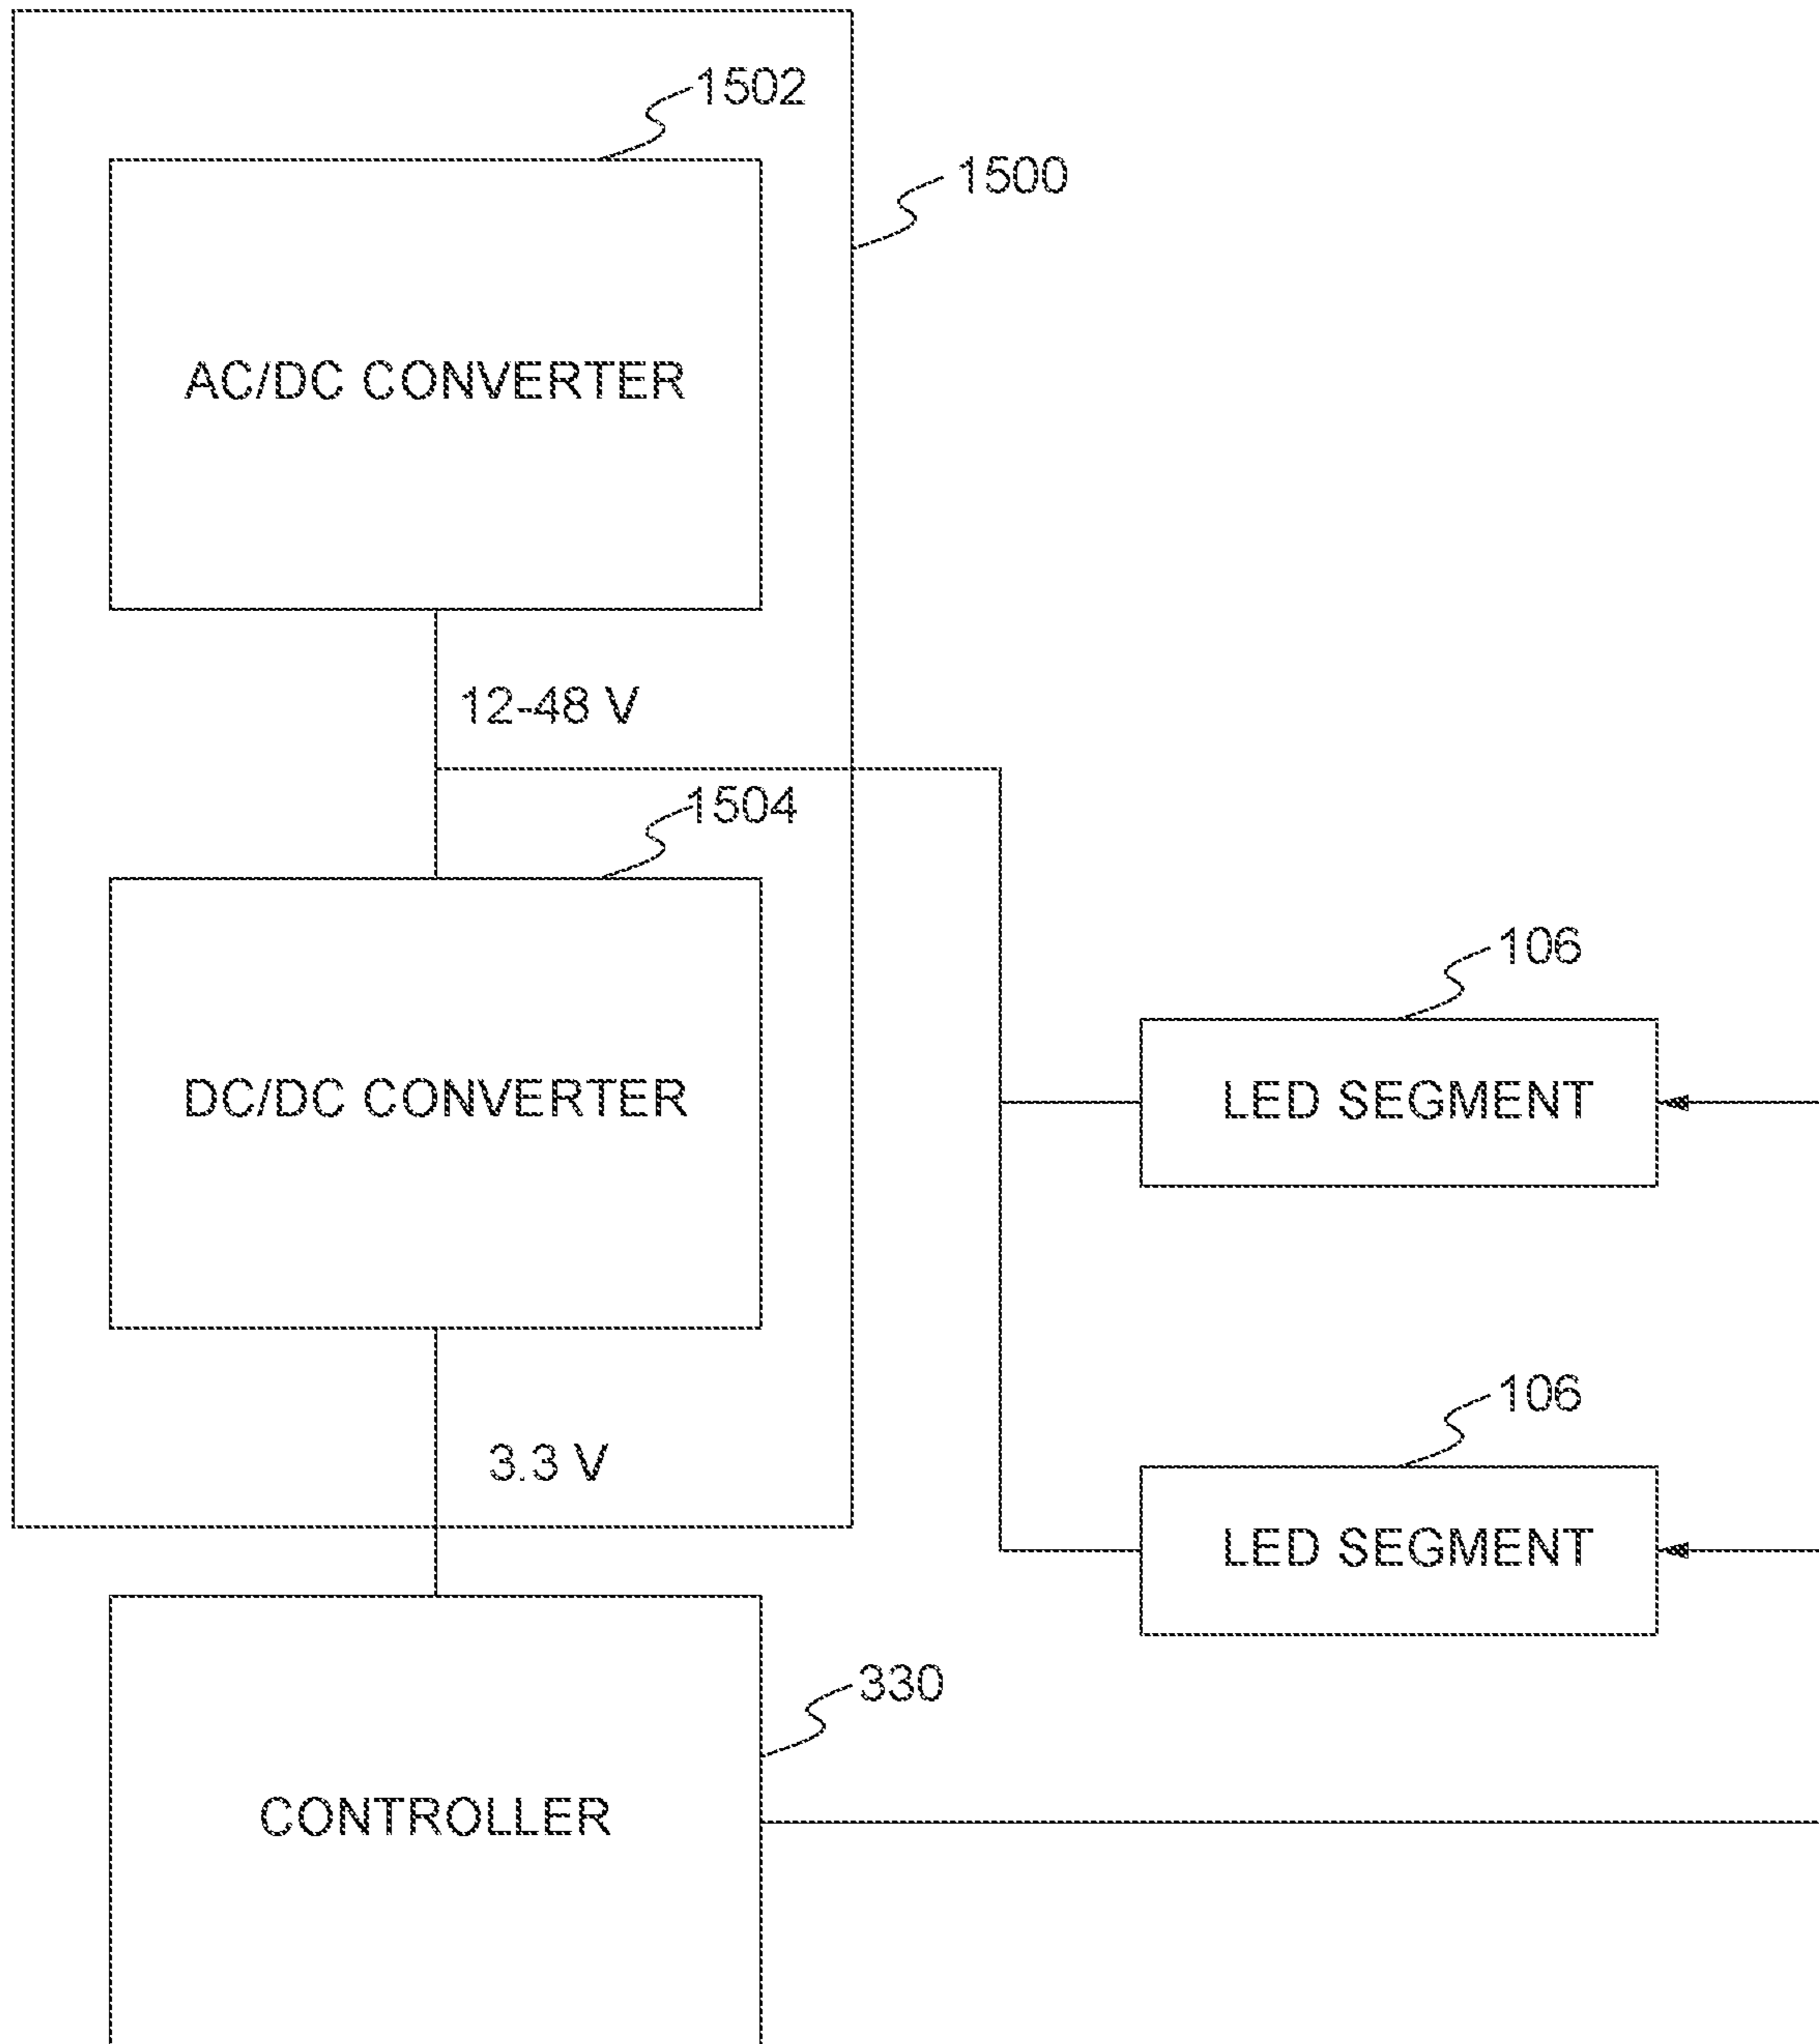 1502
1500
AC/DC CONVERTER
12-48 V
1504
106
DC/DC CONVERTER
LED SEGMENT
106
3.3 V
LED SEGMENT
330
CONTROLLER